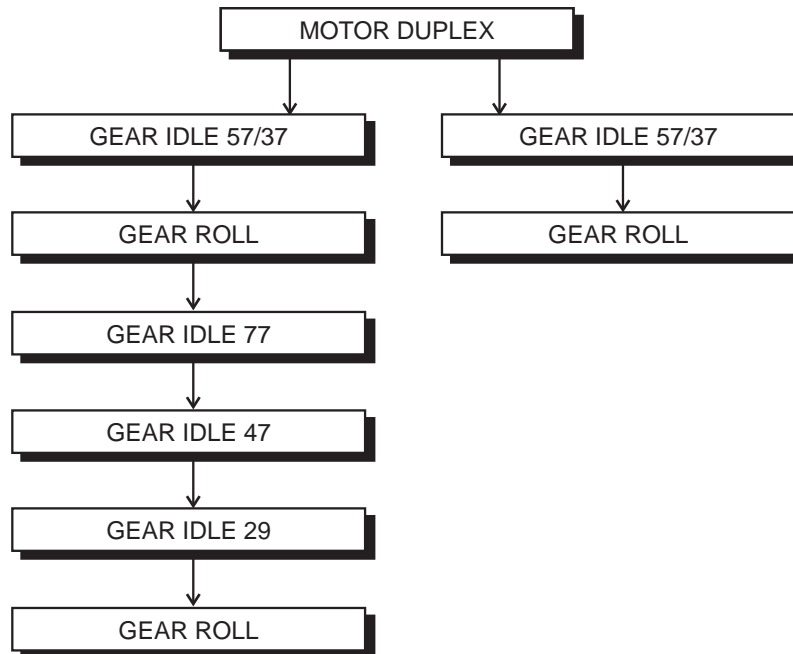 MOTOR DUPLEX
GEAR IDLE 57/37
GEAR IDLE 57/37
GEAR ROLL
GEAR ROLL
GEAR IDLE 77
GEAR IDLE 47
GEAR IDLE 29
GEAR ROLL